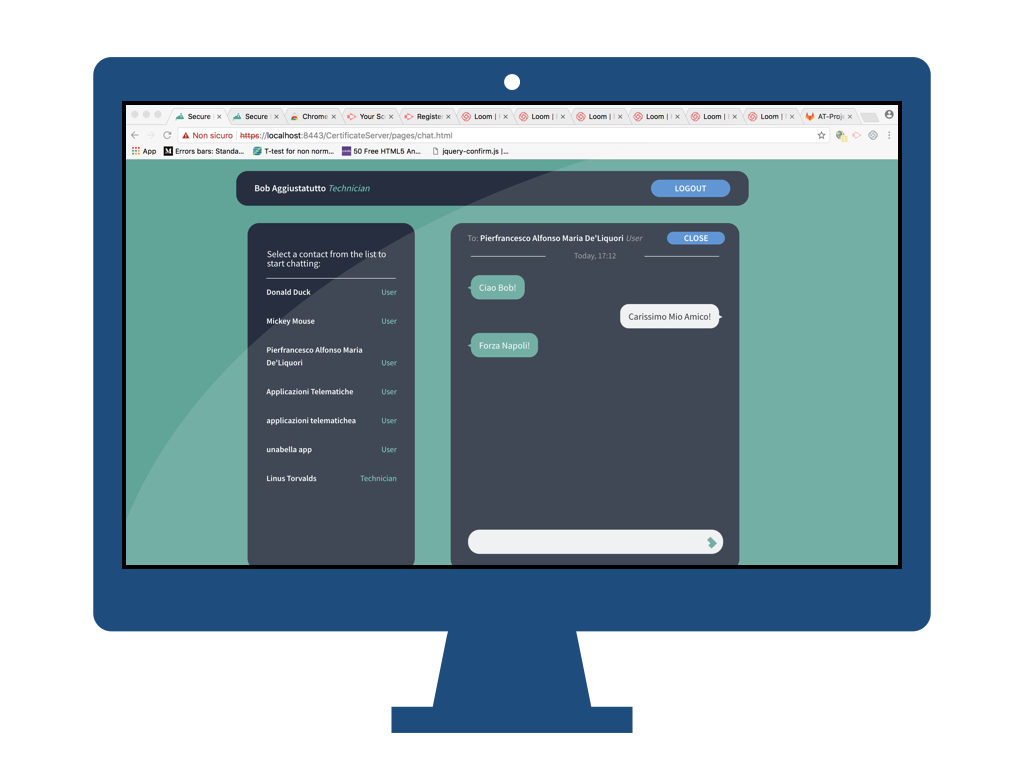 Secure
Secure
Chrome
Your Sc
Register
Loom |
Loom |
Loom |
Loom |
Loom |
Loom |
AT-Proje
Non sicuro https://localhost:8443/CertificateServer/pages/chat.html
App
Errors bars: Standa...
T-test for non norm...
50 Free HTML5 An...
jquery-confirm.js |...
Bob Aggiustatutto Technician
LOGOUT
Select a contact from the list to
start chatting:
Donald Duck User
Mickey Mouse User
Pierfrancesco Alfonso Maria
De'Liquori User
Applicazioni Telematiche User
applicazioni telematichea User
unabella app User
Linus Torvalds Technician
To: Pierfrancesco Alfonso Maria De'Liquori User
CLOSE
Today, 17:12
Ciao Bob!
Carissimo Mio Amico!
Forza Napoli!